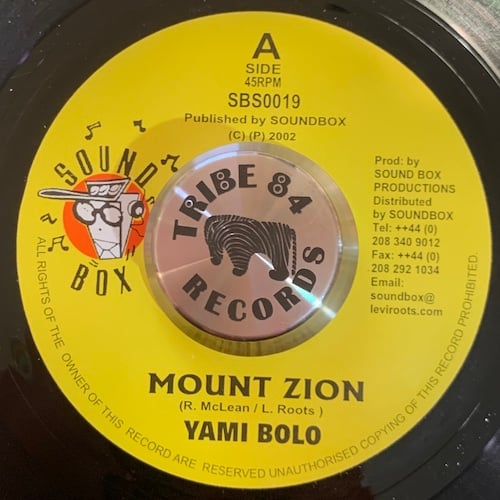 A
SIDE
45RPM
SBS0019
Published by SOUNDBOX
(C) (P) 2002
SOUND
BOX
TRIBE 84
RECORDS
Prod: by
SOUND BOX
PRODUCTIONS
Distributed
by SOUNDBOX
Tel: ++44 (0)
208 340 9012
Fax: ++44 (0)
208 292 1034
Email:
soundbox@
leviroots.com
MOUNT ZION
(R. McLean / L. Roots )
YAMI BOLO
ALL RIGHTS OF THE OWNER OF THIS RECORD ARE RESERVED UNAUTHORISED COPYING OF THIS RECORD PROHIBITED.